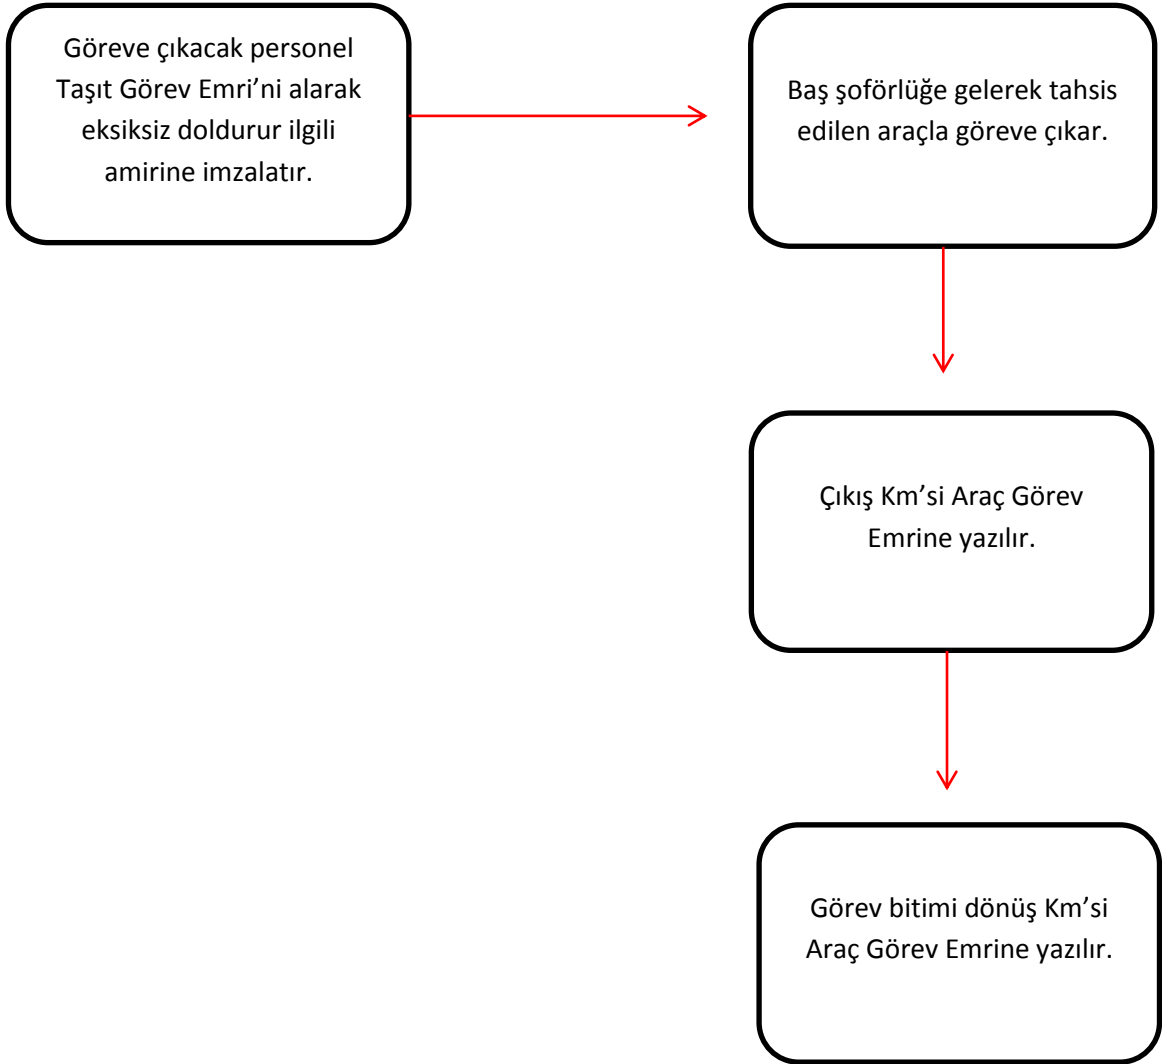 Göreve çıkacak personel
Taşıt Görev Emri’ni alarak
eksiksiz doldurur ilgili
amirine imzalatır.
Baş şoförlüğe gelerek tahsis
edilen araçla göreve çıkar.
Çıkış Km’si Araç Görev
Emrine yazılır.
Görev bitimi dönüş Km’si
Araç Görev Emrine yazılır.